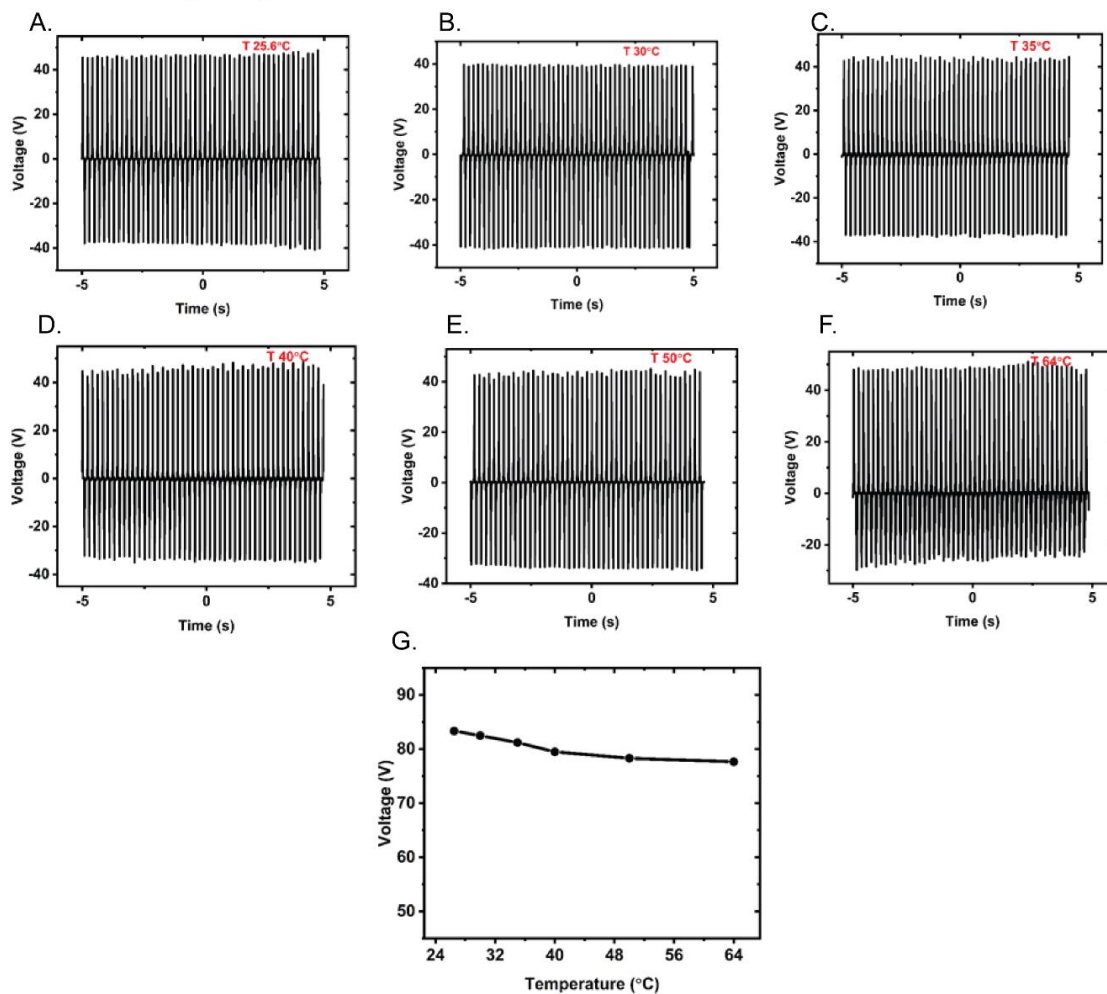 A.
T 25.6°C
Voltage (V)
40
20
0
-20
-40
-5
0
5
Time (s)
B.
T 30°C
Voltage (V)
40
20
0
-20
-40
-5
0
5
Time (s)
C.
T 35°C
Voltage (V)
40
20
0
-20
-40
-5
0
5
Time (s)
D.
T 40°C
Voltage (V)
40
20
0
-20
-40
-5
0
5
Time (s)
E.
T 50°C
Voltage (V)
40
20
0
-20
-40
-5
0
5
Time (s)
F.
T 64°C
Voltage (V)
40
20
0
-20
-5
0
5
Time (s)
G.
Voltage (V)
90
80
70
60
50
24
32
40
48
56
64
Temperature (°C)